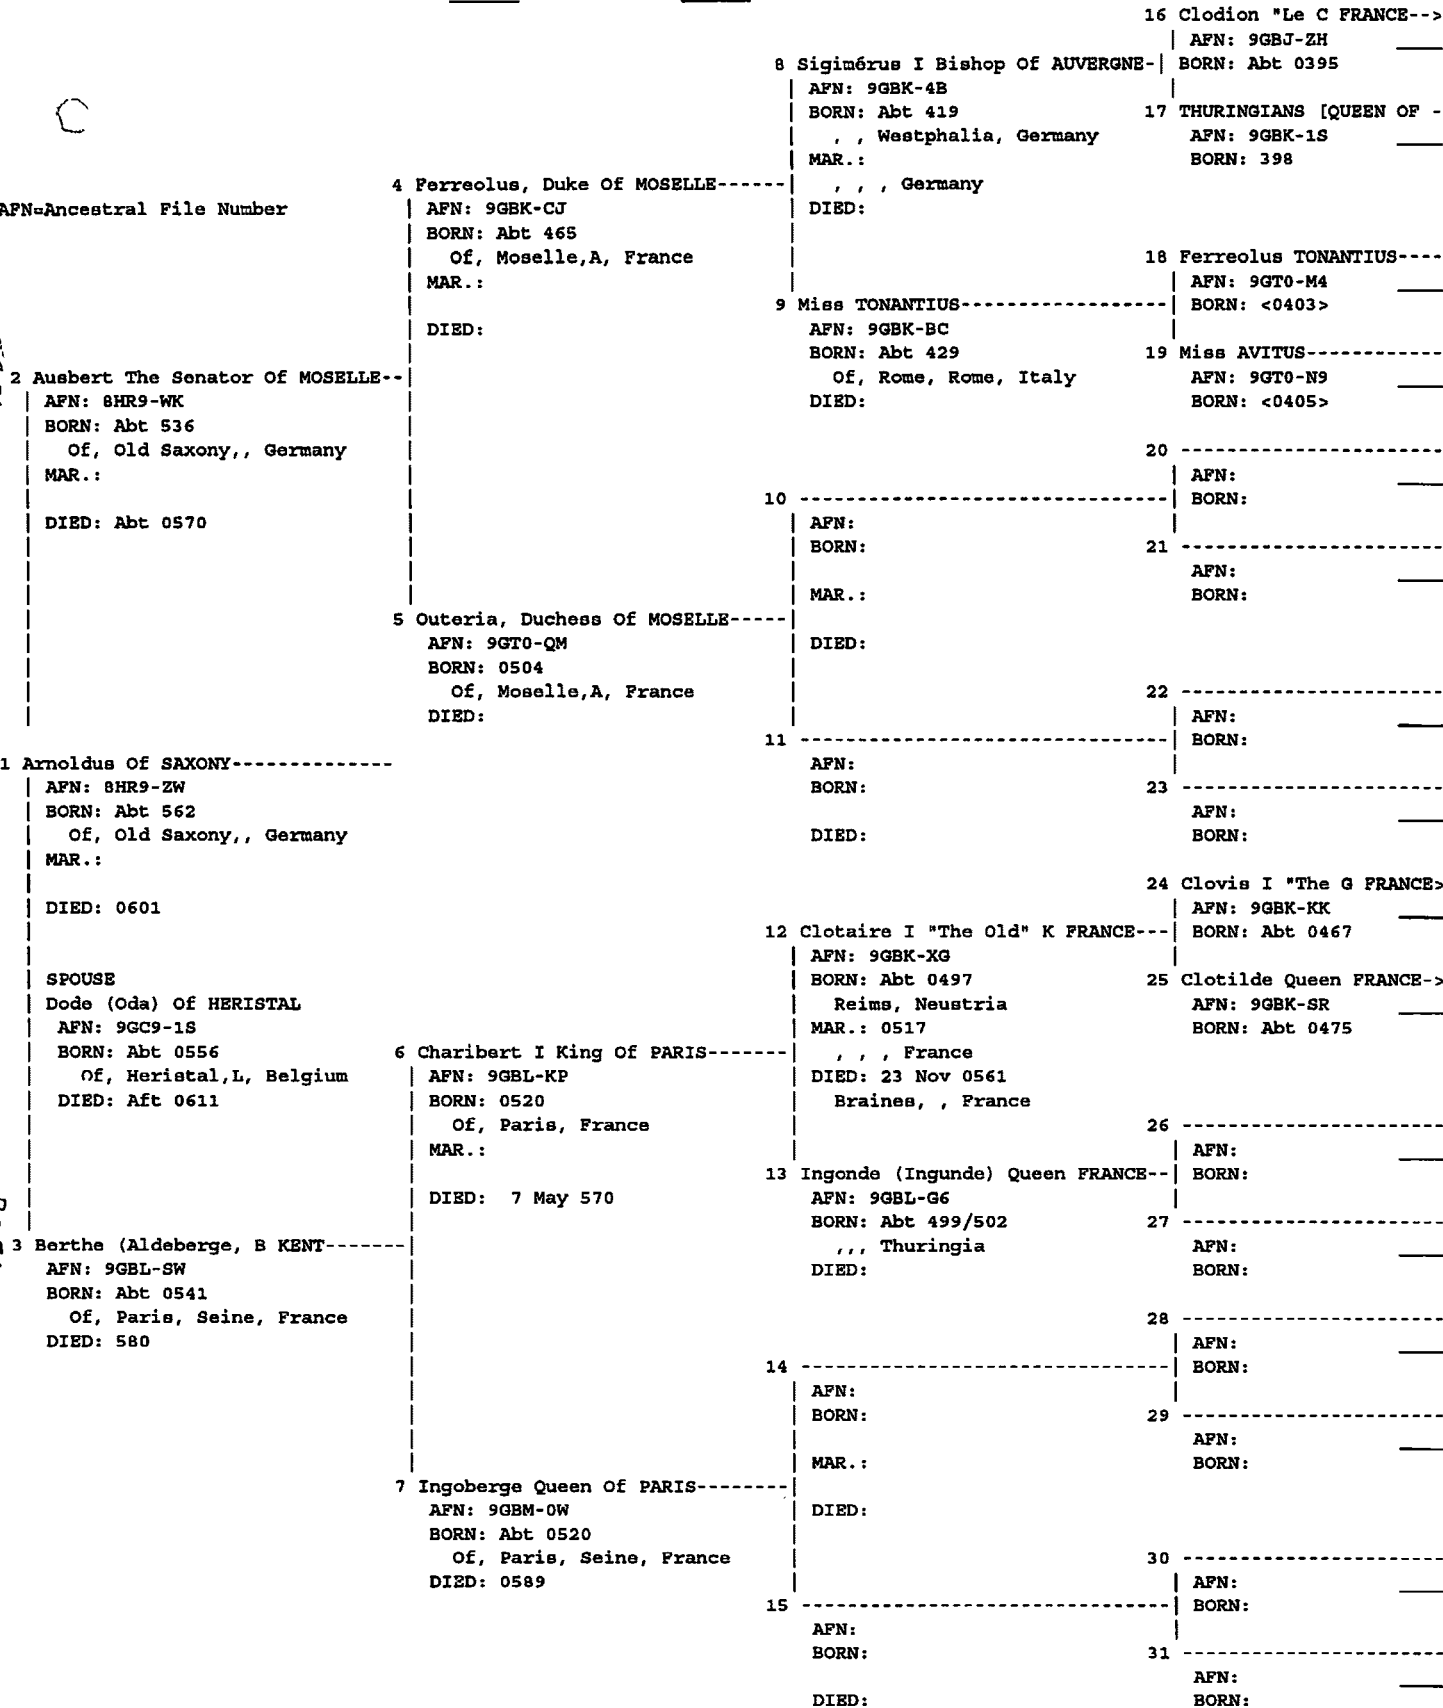 16 Clodion "Le C FRANCE-->
AFN: 9GBJ-ZH
8 Sigimérus I Bishop Of AUVERGNE-| BORN: Abt 0395
AFN: 9GBK-4B
BORN: Abt 419 17 THURINGIANS [QUEEN OF -
, , Westphalia, Germany AFN: 9GBK-1S
MAR.: BORN: 398
4 Ferreolus, Duke Of MOSELLE------| , , , Germany
AFN=Ancestral File Number AFN: 9GBK-CJ DIED:
BORN: Abt 465
Of, Moselle,A, France 18 Ferreolus TONANTIUS----
MAR.: AFN: 9GT0-M4
9 Miss TONANTIUS------------------| BORN: <0403>
DIED: AFN: 9GBK-BC
BORN: Abt 429 19 Miss AVITUS------------
2 Ausbert The Senator Of MOSELLE--| Of, Rome, Rome, Italy AFN: 9GT0-N9
AFN: 8HR9-WK DIED: BORN: <0405>
BORN: Abt 536
Of, Old Saxony,, Germany 20 -----------------------
MAR.: AFN:
10 --------------------------------| BORN:
DIED: Abt 0570 AFN:
BORN: 21 -----------------------
AFN:
MAR.: BORN:
5 Outeria, Duchess Of MOSELLE-----|
AFN: 9GT0-QM DIED:
BORN: 0504
Of, Moselle,A, France 22 -----------------------
DIED: AFN:
11 --------------------------------| BORN:
1 Arnoldus Of SAXONY-------------- AFN:
AFN: 8HR9-ZW BORN: 23 -----------------------
BORN: Abt 562 AFN:
Of, Old Saxony,, Germany DIED: BORN:
MAR.:
24 Clovis I "The G FRANCE>
DIED: 0601 AFN: 9GBK-KK
12 Clotaire I "The Old" K FRANCE---| BORN: Abt 0467
AFN: 9GBK-XG
SPOUSE BORN: Abt 0497 25 Clotilde Queen FRANCE->
Dode (Oda) Of HERISTAL Reims, Neustria AFN: 9GBK-SR
AFN: 9GC9-1S MAR.: 0517 BORN: Abt 0475
BORN: Abt 0556 6 Charibert I King Of PARIS-------| , , , France
Of, Heristal,L, Belgium AFN: 9GBL-KP DIED: 23 Nov 0561
DIED: Aft 0611 BORN: 0520 Braines, , France
Of, Paris, France 26 -----------------------
MAR.: AFN:
13 Ingonde (Ingunde) Queen FRANCE--| BORN:
DIED: 7 May 570 AFN: 9GBL-G6
BORN: Abt 499/502 27 -----------------------
3 Berthe (Aldeberge, B KENT-------| ,,, Thuringia AFN:
AFN: 9GBL-SW DIED: BORN:
BORN: Abt 0541
Of, Paris, Seine, France 28 -----------------------
DIED: 580 AFN:
14 --------------------------------| BORN:
AFN:
BORN: 29 -----------------------
AFN:
MAR.: BORN:
7 Ingoberge Queen Of PARIS--------|
AFN: 9GBM-0W DIED:
BORN: Abt 0520
Of, Paris, Seine, France 30 -----------------------
DIED: 0589 AFN:
15 --------------------------------| BORN:
AFN:
BORN: 31 -----------------------
AFN:
DIED: BORN: